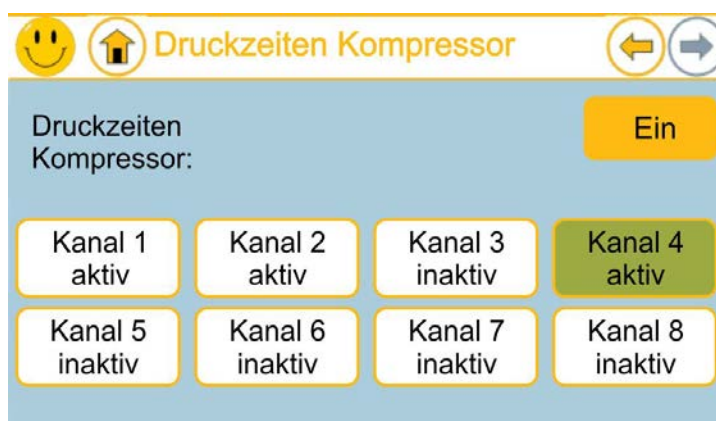 Druckzeiten Kompressor
Druckzeiten
Kompressor:
Ein
Kanal 1
aktiv
Kanal 2
aktiv
Kanal 3
inaktiv
Kanal 4
aktiv
Kanal 5
inaktiv
Kanal 6
inaktiv
Kanal 7
inaktiv
Kanal 8
inaktiv